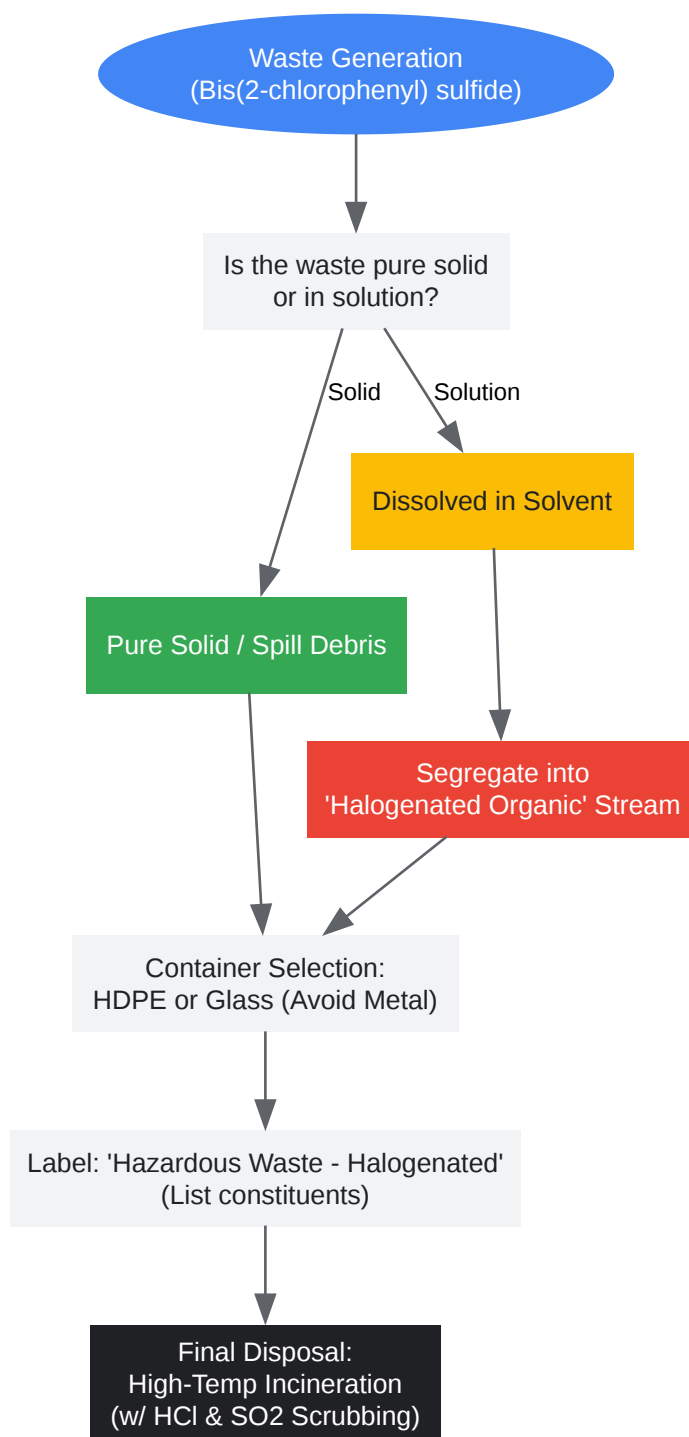 Waste Generation
(Bis(2-chlorophenyl) sulfide)
Is the waste pure solid
or in solution?
Solid
Solution
Dissolved in Solvent
Pure Solid / Spill Debris
Segregate into
'Halogenated Organic' Stream
Container Selection:
HDPE or Glass (Avoid Metal)
Label: 'Hazardous Waste - Halogenated'
(List constituents)
Final Disposal:
High-Temp Incineration
(w/ HCl & SO2 Scrubbing)